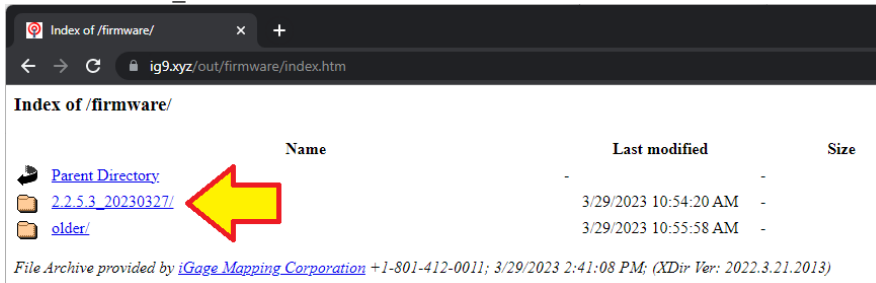 Index of /firmware/
ig9.xyz/out/firmware/index.htm
Index of /firmware/
Name Last modified Size
Parent Directory - -
2.2.5.3_20230327/ 3/29/2023 10:54:20 AM -
older/ 3/29/2023 10:55:58 AM -
File Archive provided by iGage Mapping Corporation +1-801-412-0011; 3/29/2023 2:41:08 PM; (XDir Ver: 2022.3.21.2013)